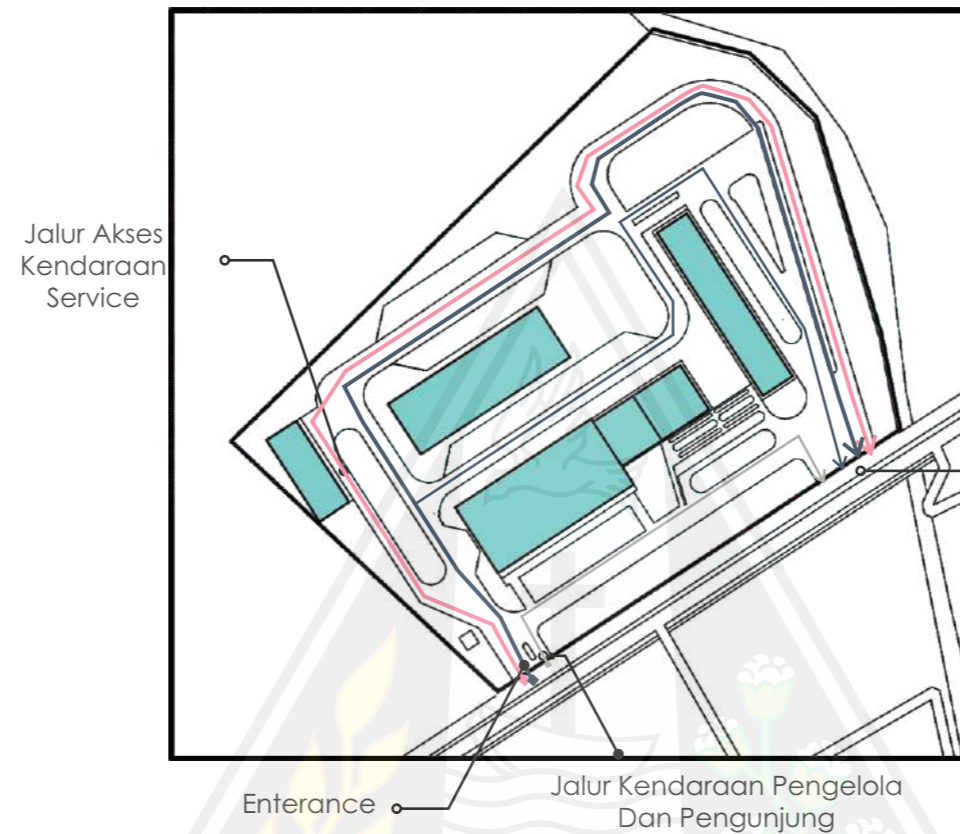 Jalur Akses
Kendaraan
Service
Enterance
Jalur Kendaraan Pengelola
Dan Pengunjung